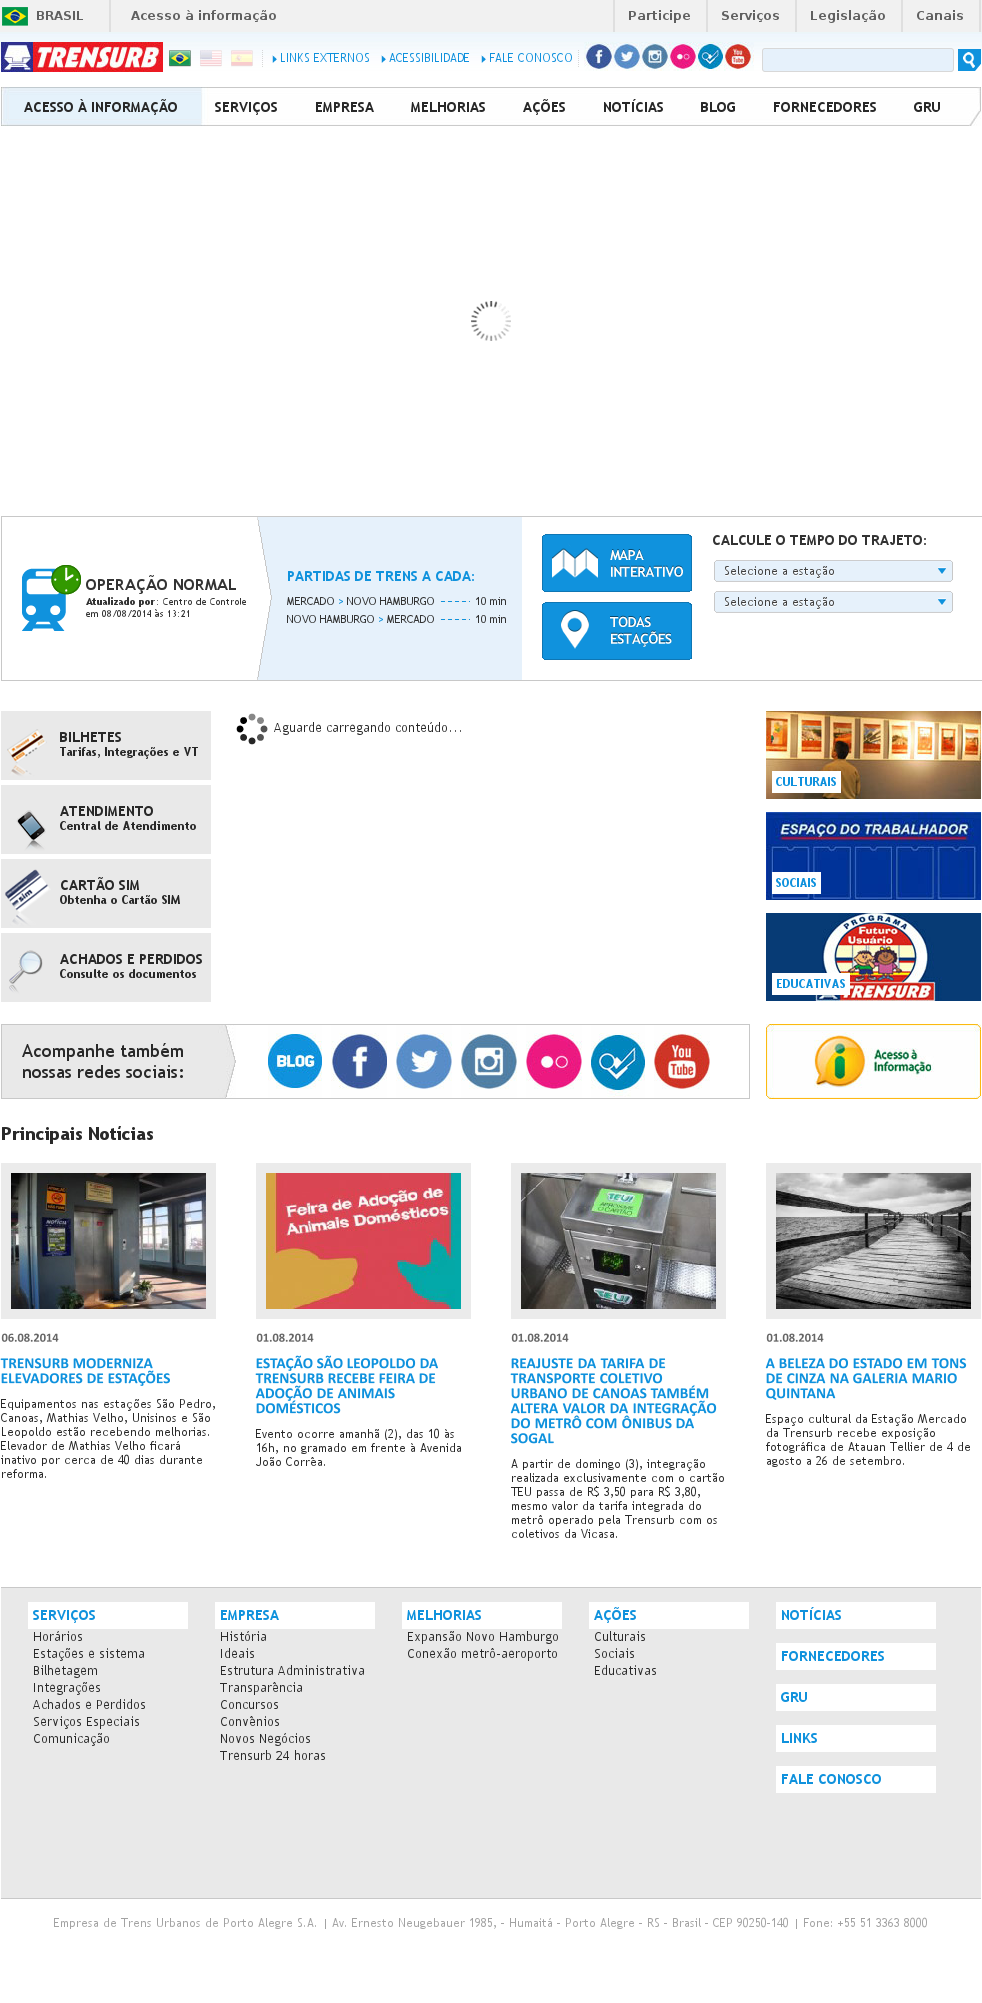 BRASIL
Acesso à informação
Participe
Serviços
Legislação
Canais
TRENSURB
LINKS EXTERNOS
ACESSIBILIDADE
FALE CONOSCO
ACESSO À INFORMAÇÃO
SERVIÇOS
EMPRESA
MELHORIAS
AÇÕES
NOTÍCIAS
BLOG
FORNECEDORES
GRU
OPERAÇÃO NORMAL
Atualizado por: Centro de Controle
em 08/08/2014 às 13:21
PARTIDAS DE TRENS A CADA:
MERCADO > NOVO HAMBURGO ----- 10 min
NOVO HAMBURGO > MERCADO ----- 10 min
MAPA
INTERATIVO
TODAS
ESTAÇÕES
CALCULE O TEMPO DO TRAJETO:
Selecione a estação
Selecione a estação
BILHETES
Tarifas, Integrações e VT
ATENDIMENTO
Central de Atendimento
CARTÃO SIM
Obtenha o Cartão SIM
ACHADOS E PERDIDOS
Consulte os documentos
Aguarde carregando conteúdo...
CULTURAIS
ESPAÇO DO TRABALHADOR
SOCIAIS
PROGRAMA
Futuro
Usuário
TRENSURB
EDUCATIVAS
Acompanhe também
nossas redes sociais:
BLOG
You
Tube
Acesso à
Informação
Principais Notícias
Feira de Adoção de
Animais Domésticos
TEU!
TEU!
06.08.2014
TRENSURB MODERNIZA
ELEVADORES DE ESTAÇÕES
Equipamentos nas estações São Pedro,
Canoas, Mathias Velho, Unisinos e São
Leopoldo estão recebendo melhorias.
Elevador de Mathias Velho ficará
inativo por cerca de 40 dias durante
reforma.
01.08.2014
ESTAÇÃO SÃO LEOPOLDO DA
TRENSURB RECEBE FEIRA DE
ADOÇÃO DE ANIMAIS
DOMÉSTICOS
Evento ocorre amanhã (2), das 10 às
16h, no gramado em frente à Avenida
João Corrêa.
01.08.2014
REAJUSTE DA TARIFA DE
TRANSPORTE COLETIVO
URBANO DE CANOAS TAMBÉM
ALTERA VALOR DA INTEGRAÇÃO
DO METRÔ COM ÔNIBUS DA
SOGAL
A partir de domingo (3), integração
realizada exclusivamente com o cartão
TEU passa de R$ 3,50 para R$ 3,80,
mesmo valor da tarifa integrada do
metrô operado pela Trensurb com os
coletivos da Vicasa.
01.08.2014
A BELEZA DO ESTADO EM TONS
DE CINZA NA GALERIA MARIO
QUINTANA
Espaço cultural da Estação Mercado
da Trensurb recebe exposição
fotográfica de Atauan Tellier de 4 de
agosto a 26 de setembro.
SERVIÇOS
Horários
Estações e sistema
Bilhetagem
Integrações
Achados e Perdidos
Serviços Especiais
Comunicação
EMPRESA
História
Ideais
Estrutura Administrativa
Transparência
Concursos
Convênios
Novos Negócios
Trensurb 24 horas
MELHORIAS
Expansão Novo Hamburgo
Conexão metrô-aeroporto
AÇÕES
Culturais
Sociais
Educativas
NOTÍCIAS
FORNECEDORES
GRU
LINKS
FALE CONOSCO
Empresa de Trens Urbanos de Porto Alegre S.A. | Av. Ernesto Neugebauer 1985, - Humaitá - Porto Alegre - RS - Brasil - CEP 90250-140 | Fone: +55 51 3363 8000